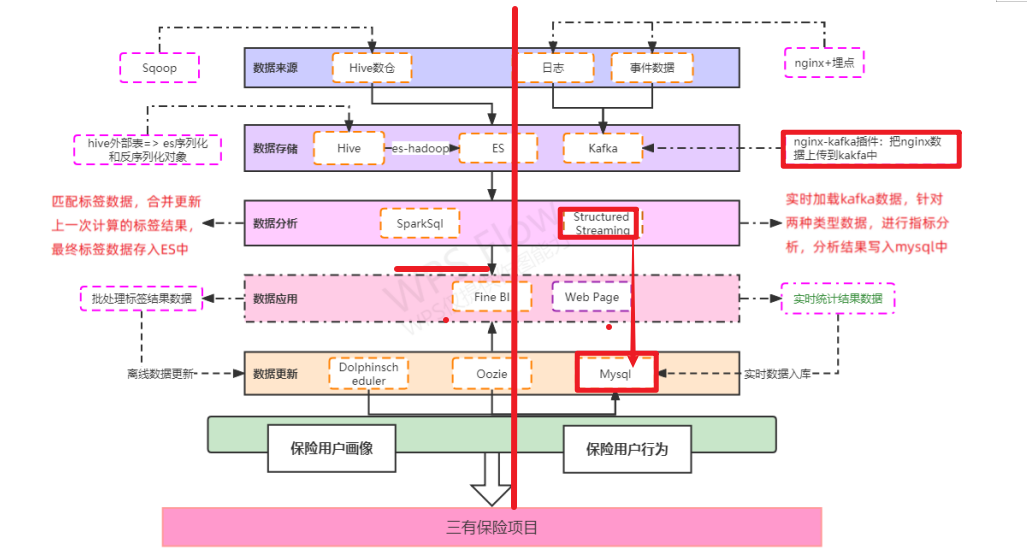 Sqoop
数据来源
Hive数仓
日志
事件数据
nginx+埋点
hive外部表=> es序列化
和反序列化对象
数据存储
Hive
es-hadoop
ES
Kafka
nginx-kafka插件：把nginx数
据上传到kakfa中
匹配标签数据，合并更新
上一次计算的标签结果，
最终标签数据存入ES中
数据分析
SparkSql
Structured
Streaming
实时加载kafka数据，针对
两种类型数据，进行指标分
析，分析结果写入mysql中
WPS Flow
批处理标签结果数据
数据应用
Fine BI
Web Page
实时统计结果数据
离线数据更新
数据更新
Dolphinsch
eduler
Oozie
Mysql
实时数据入库
保险用户画像
保险用户行为
三有保险项目